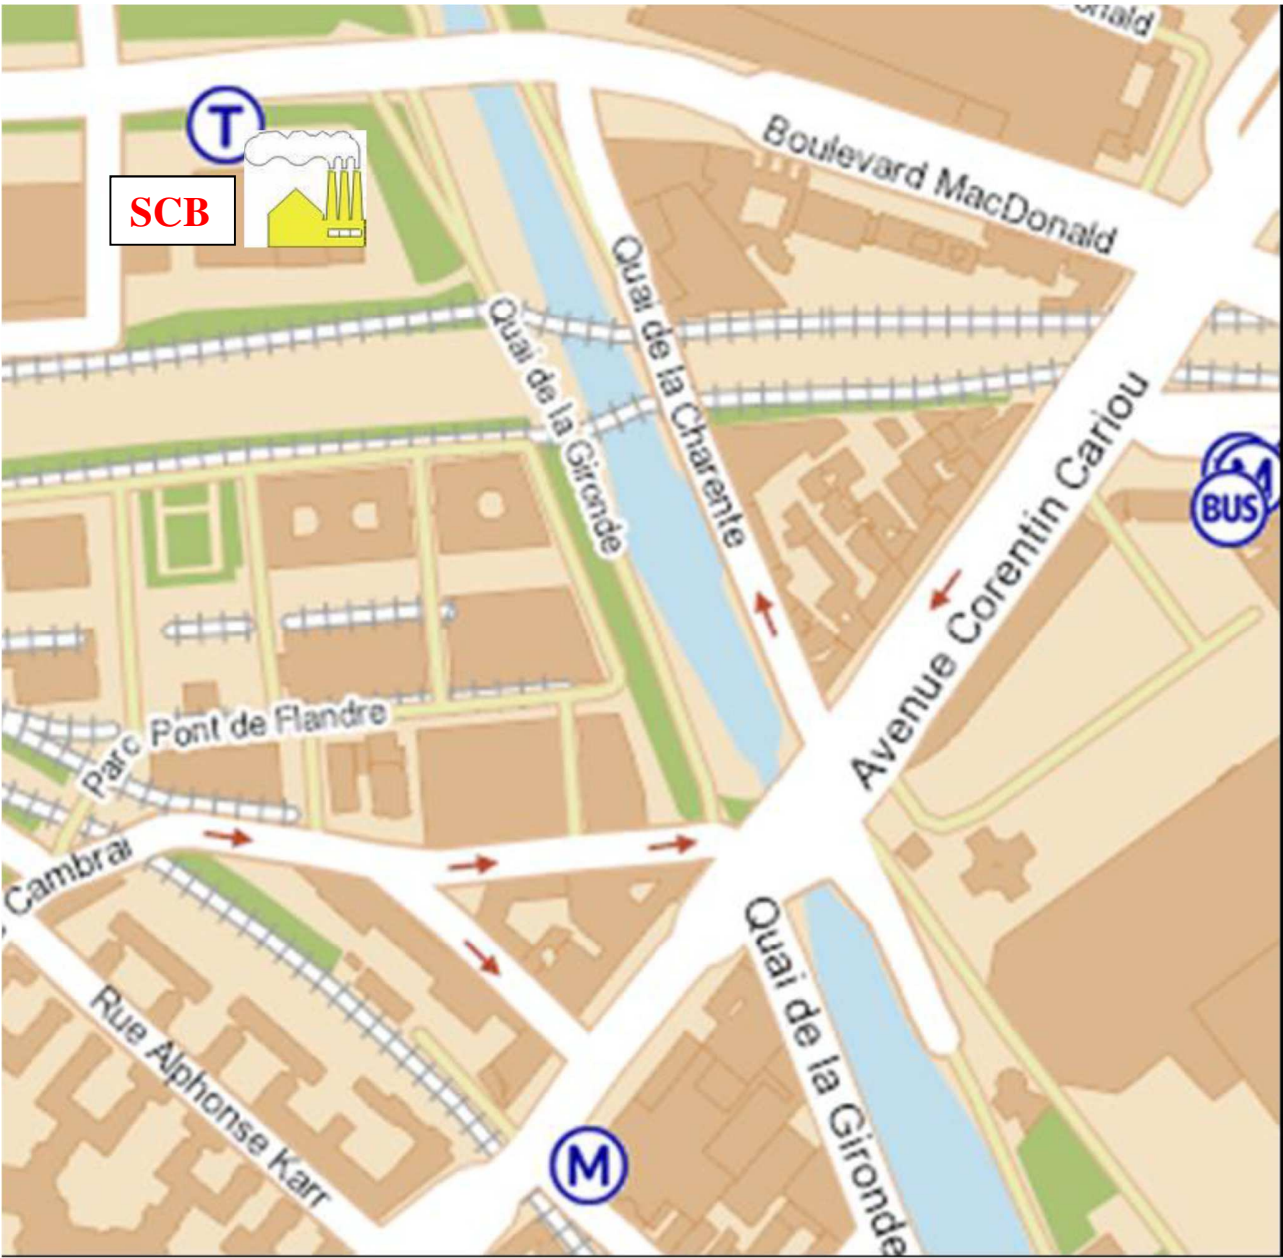 T
SCB
Boulevard MacDonald
Quai de la Charente
Quai de la Gironde
Avenue Corentin Cariou
M
BUS
Parc Pont de Flandre
Cambrai
Quai de la Gironde
Rue Alphonse Karr
M